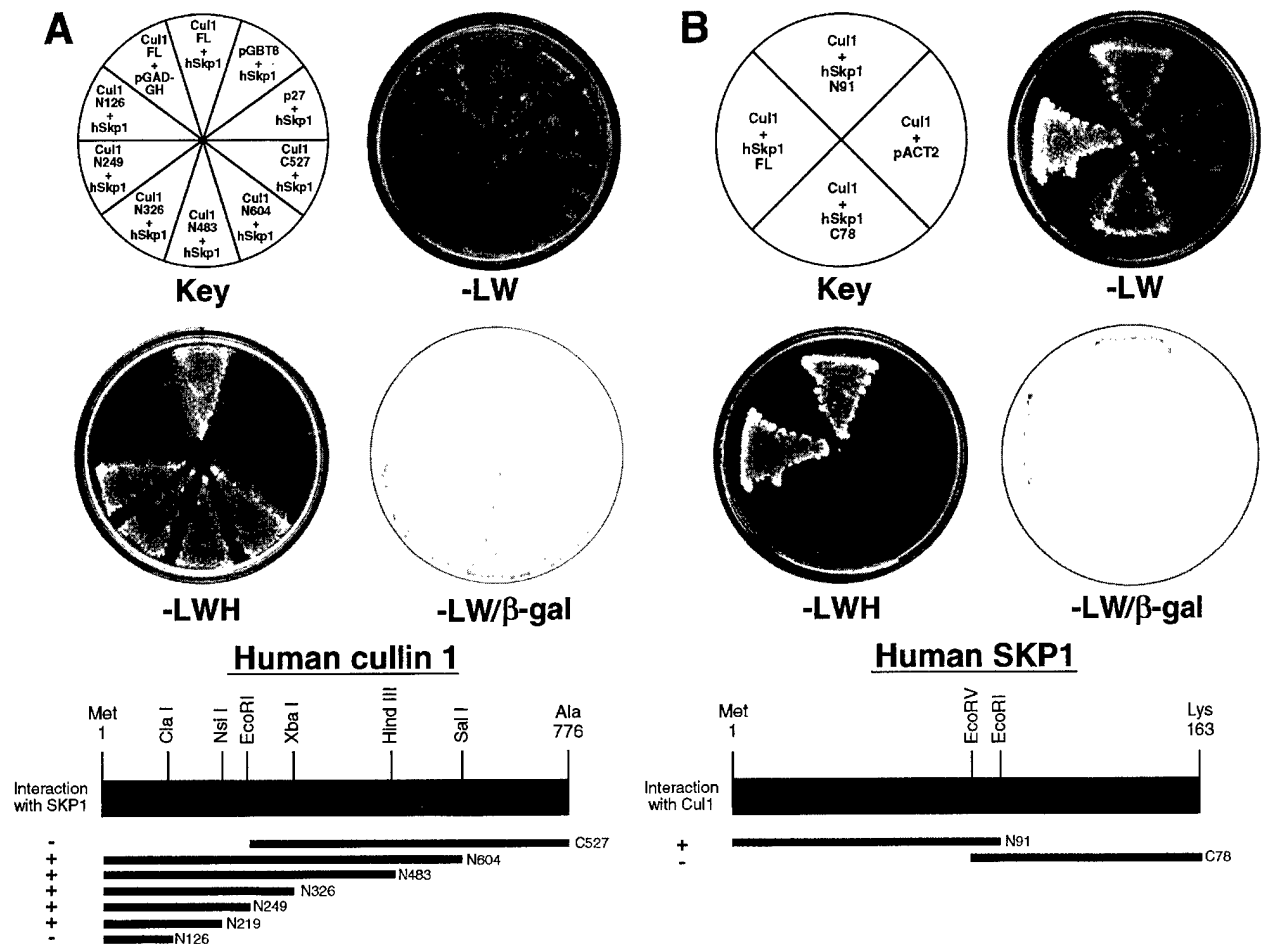 A
Cul1
FL
+
hSkp1
pGBT8
+
hSkp1
p27
+
hSkp1
Cul1
C527
+
hSkp1
Cul1
N604
+
hSkp1
Cul1
N483
+
hSkp1
Cul1
N326
+
hSkp1
Cul1
N249
+
hSkp1
Cul1
N126
+
hSkp1
Cul1
FL
+
pGAD-
GH
Key
-LW
-LWH
-LW/β-gal
Human cullin 1
Met
1
Cla I
Nsi I
EcoRI
Xba I
Hind III
Sal I
Ala
776
Interaction
with SKP1
- C527
+ N604
+ N483
+ N326
+ N249
+ N219
- N126
B
Cul1
+
hSkp1
N91
Cul1
+
pACT2
Cul1
+
hSkp1
C78
Cul1
+
hSkp1
FL
Key
-LW
-LWH
-LW/β-gal
Human SKP1
Met
1
EcoRV
EcoRI
Lys
163
Interaction
with Cul1
+ N91
- C78